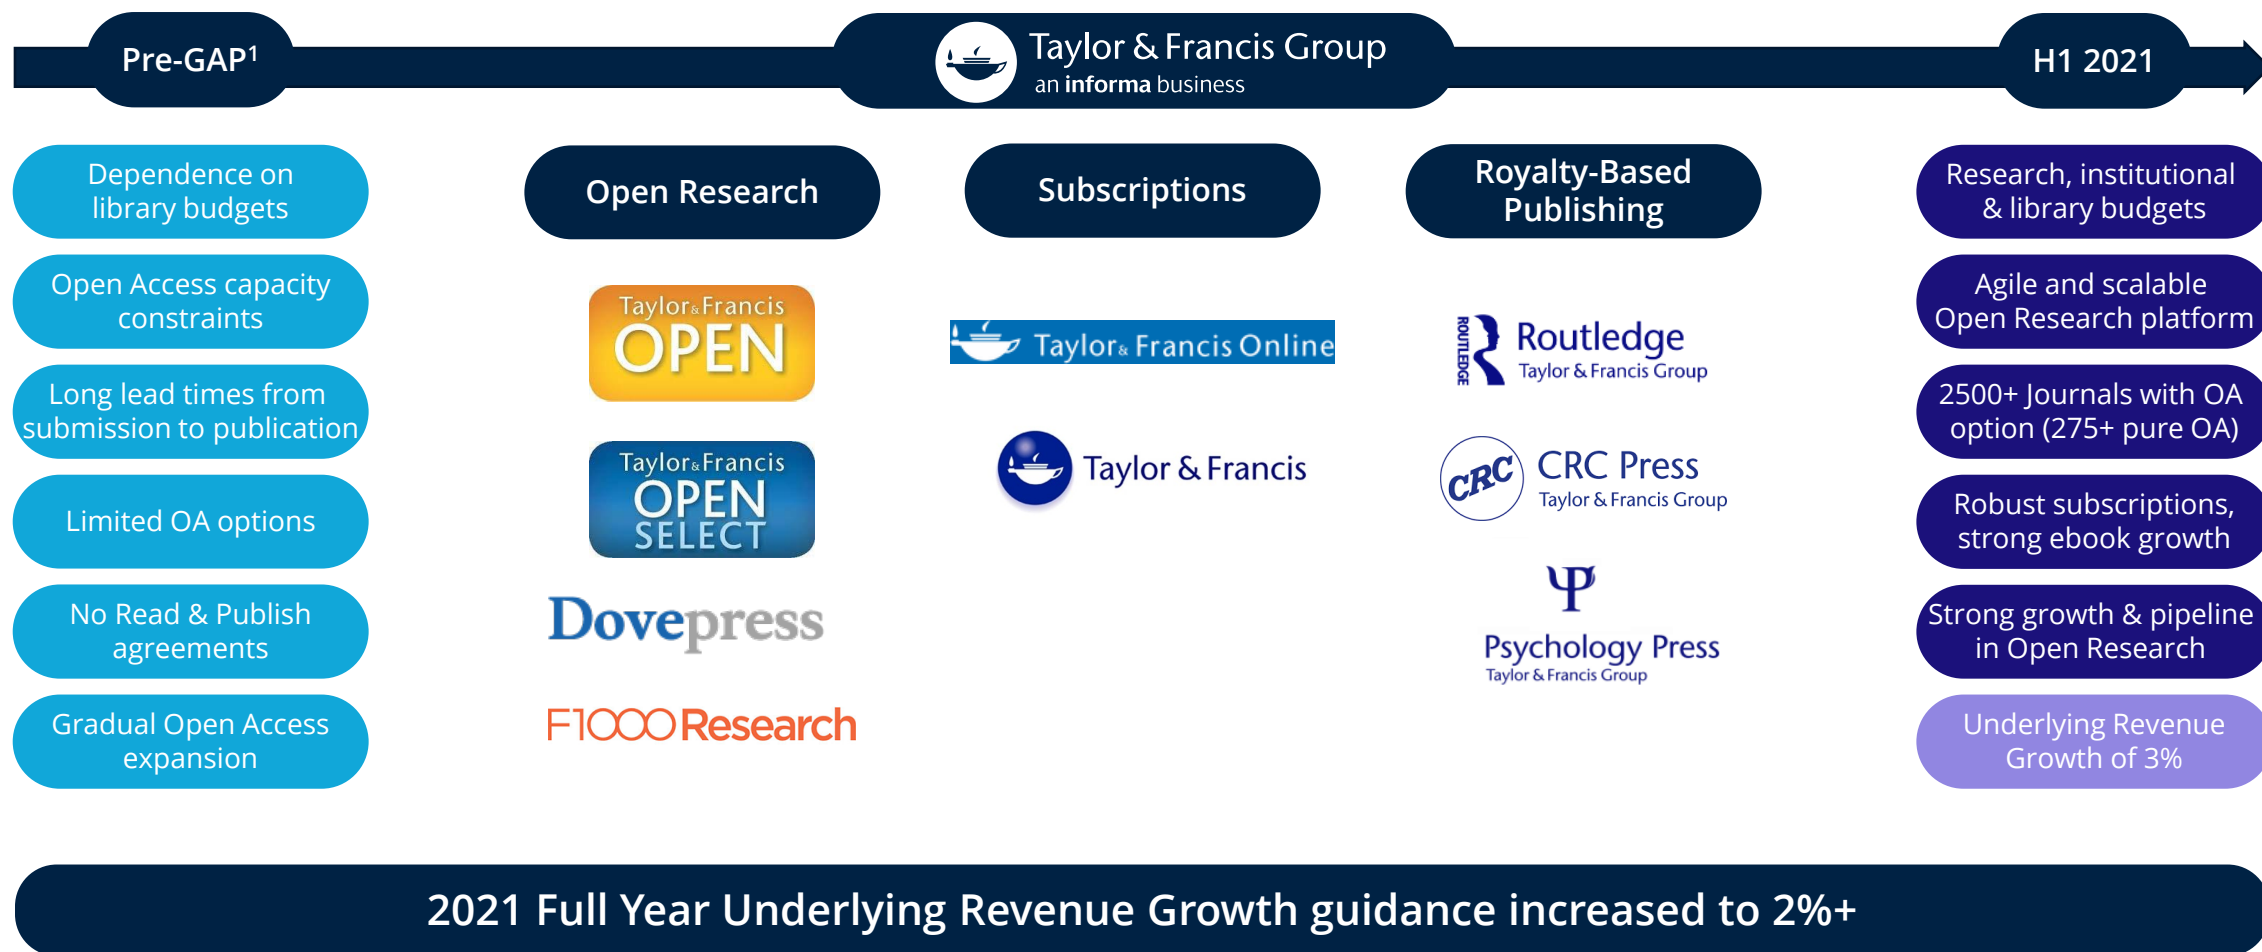 Pre-GAP¹
Taylor & Francis Group
an informa business
H1 2021
Dependence on
library budgets
Open Access capacity
constraints
Long lead times from
submission to publication
Limited OA options
No Read & Publish
agreements
Gradual Open Access
expansion
Open Research
Taylor & Francis
OPEN
Taylor & Francis
OPEN
SELECT
Dovepress
F1000Research
Subscriptions
Taylor & Francis Online
Taylor & Francis
Royalty-Based
Publishing
ROUTLEDGE
Routledge
Taylor & Francis Group
CRC
CRC Press
Taylor & Francis Group
Psychology Press
Taylor & Francis Group
Research, institutional
& library budgets
Agile and scalable
Open Research platform
2500+ Journals with OA
option (275+ pure OA)
Robust subscriptions,
strong ebook growth
Strong growth & pipeline
in Open Research
Underlying Revenue
Growth of 3%
2021 Full Year Underlying Revenue Growth guidance increased to 2%+